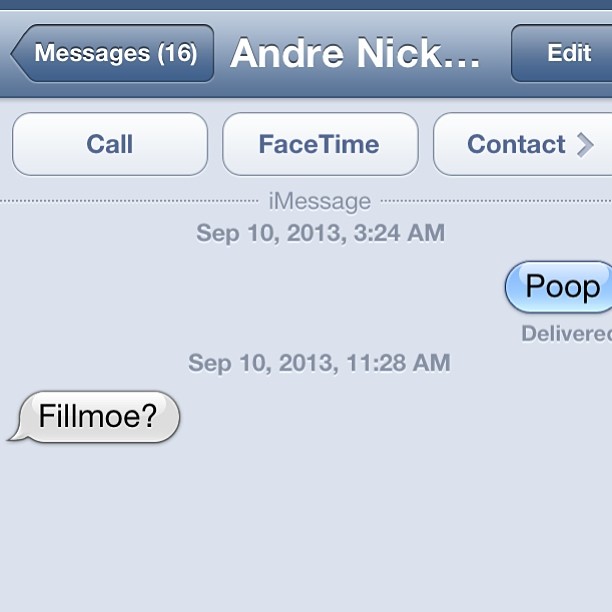 Messages (16) Andre Nick... Edit
Call FaceTime Contact
iMessage
Sep 10, 2013, 3:24 AM
Poop
Delivered
Sep 10, 2013, 11:28 AM
Fillmoe?